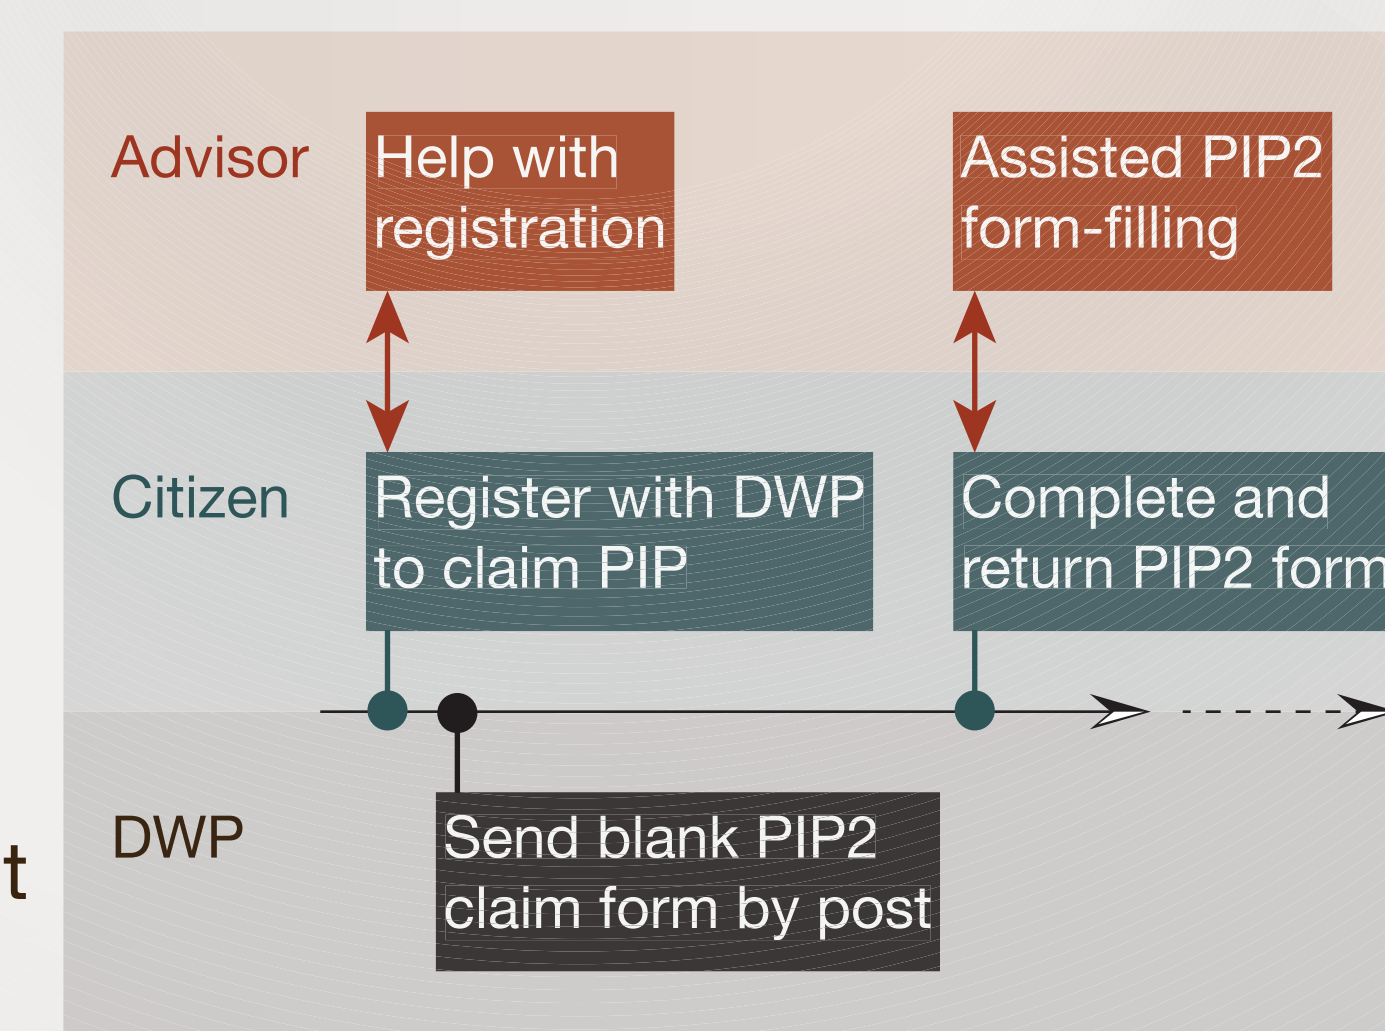 Advisor
Help with
registration
Assisted PIP2
form-filling
Citizen
Register with DWP
to claim PIP
Complete and
return PIP2 form
t
DWP
Send blank PIP2
claim form by post